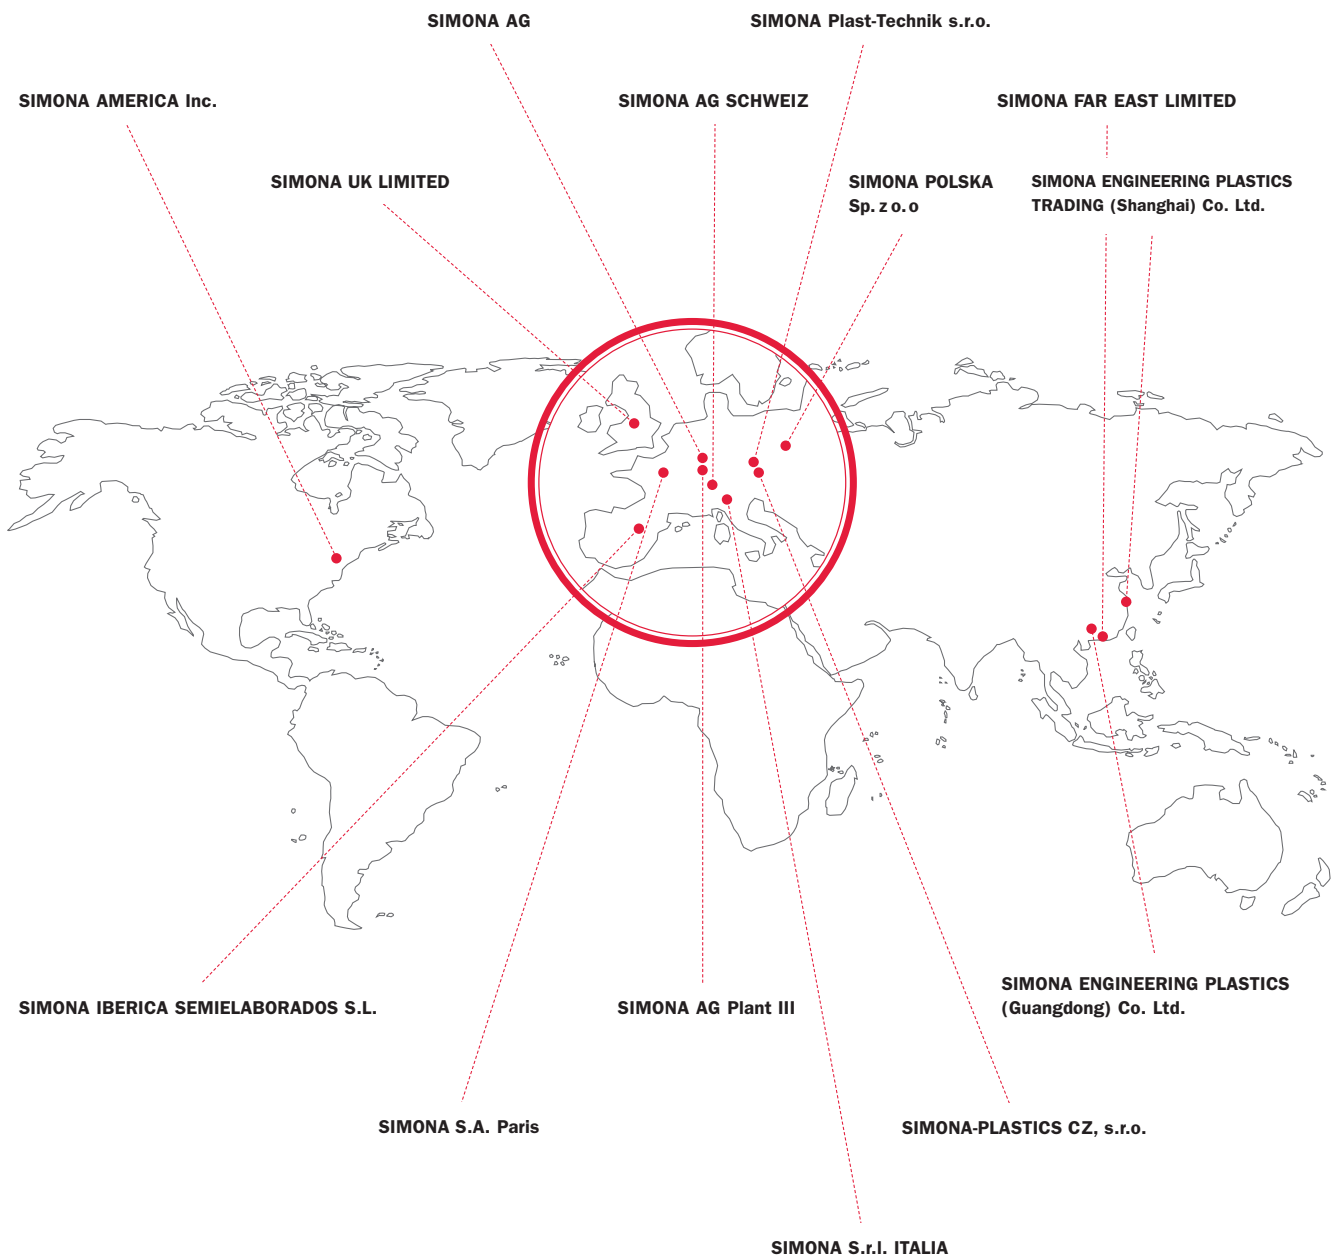 SIMONA AG
SIMONA Plast-Technik s.r.o.
SIMONA AMERICA Inc.
SIMONA AG SCHWEIZ
SIMONA FAR EAST LIMITED
SIMONA UK LIMITED
SIMONA POLSKA
Sp. z o. o
SIMONA ENGINEERING PLASTICS
TRADING (Shanghai) Co. Ltd.
SIMONA ENGINEERING PLASTICS
(Guangdong) Co. Ltd.
SIMONA IBERICA SEMIELABORADOS S.L.
SIMONA AG Plant III
SIMONA S.A. Paris
SIMONA-PLASTICS CZ, s.r.o.
SIMONA S.r.l. ITALIA